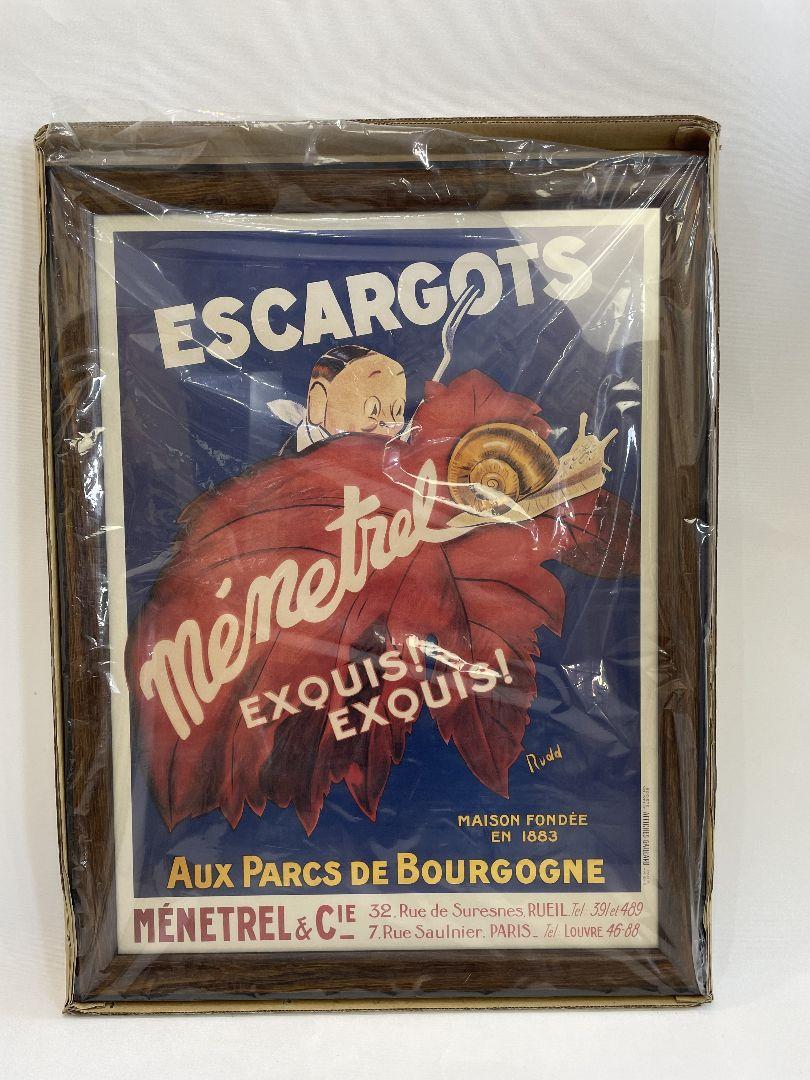 ESCARGOTS
Ménetrel
EXQUIS!
EXQUIS!
Rudd
MAISON FONDÉE
EN 1883
AUX PARCS DE BOURGOGNE
MÉNETREL & CIE
32. Rue de Suresnes, RUEIL. Tel: 391 et 489
7. Rue Saulnier. PARIS_ Tel. LOUVRE 46-88